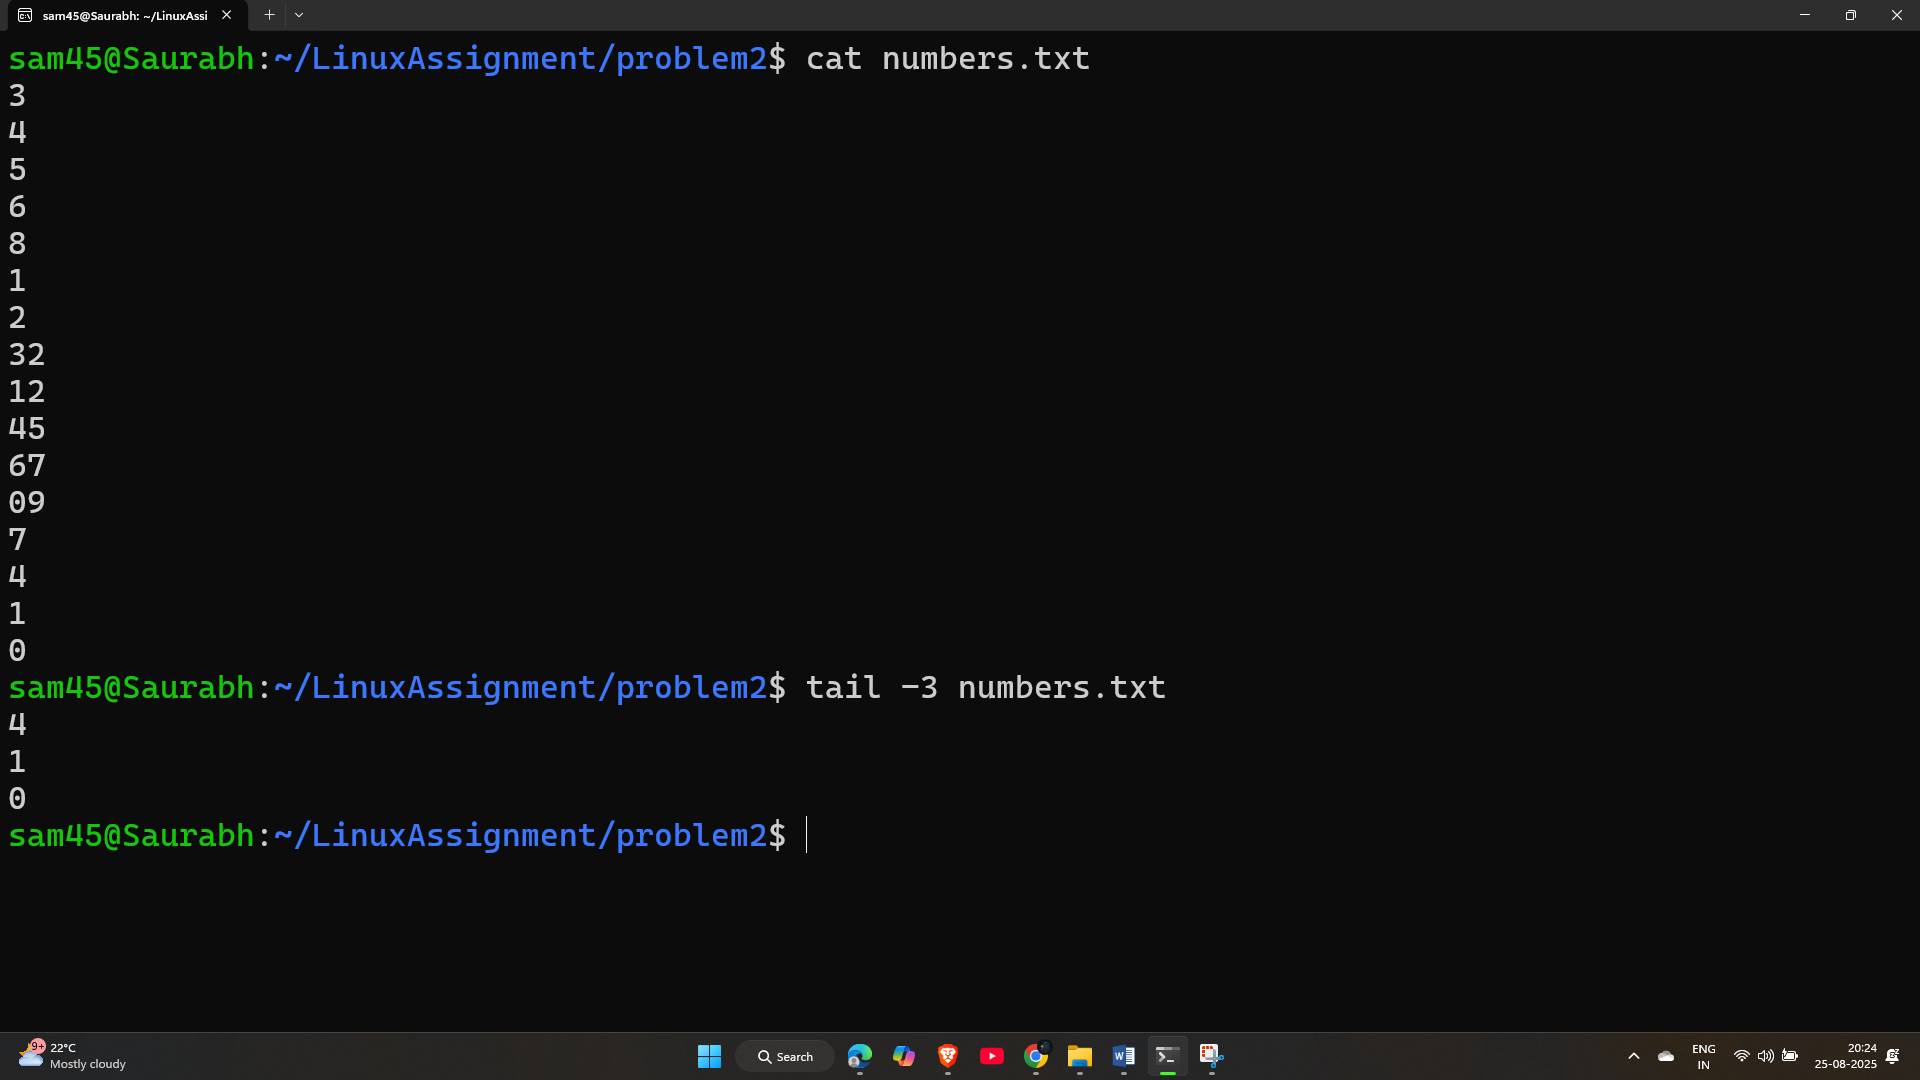 sam45@Saurabh: ~/LinuxAssi
sam45@Saurabh:~/LinuxAssignment/problem2$ cat numbers.txt
3
4
5
6
8
1
2
32
12
45
67
09
7
4
1
0
sam45@Saurabh:~/LinuxAssignment/problem2$ tail -3 numbers.txt
4
1
0
sam45@Saurabh:~/LinuxAssignment/problem2$
9+
22°C
Mostly cloudy
Search
ENG
IN
20:24
25-08-2025